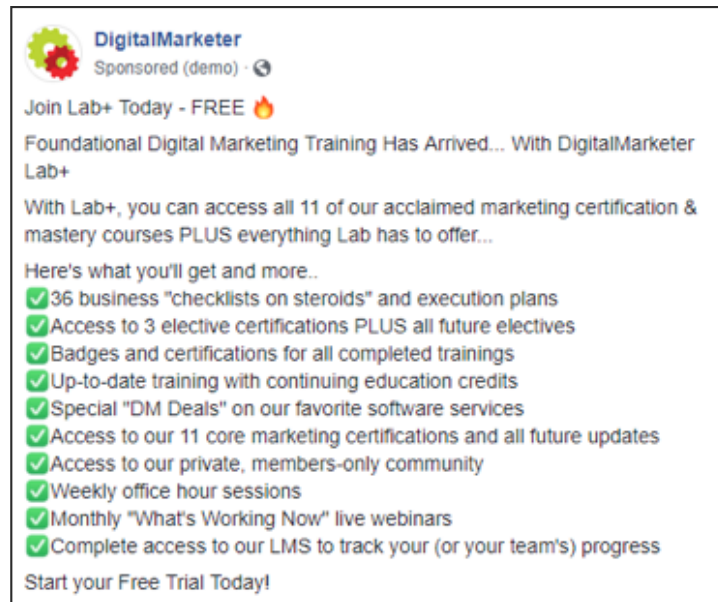 DigitalMarketer
Sponsored (demo) ·
Join Lab+ Today - FREE 🔥
Foundational Digital Marketing Training Has Arrived... With DigitalMarketer
Lab+
With Lab+, you can access all 11 of our acclaimed marketing certification &
mastery courses PLUS everything Lab has to offer...
Here's what you'll get and more..
✅36 business "checklists on steroids" and execution plans
✅Access to 3 elective certifications PLUS all future electives
✅Badges and certifications for all completed trainings
✅Up-to-date training with continuing education credits
✅Special "DM Deals" on our favorite software services
✅Access to our 11 core marketing certifications and all future updates
✅Access to our private, members-only community
✅Weekly office hour sessions
✅Monthly "What's Working Now" live webinars
✅Complete access to our LMS to track your (or your team's) progress
Start your Free Trial Today!